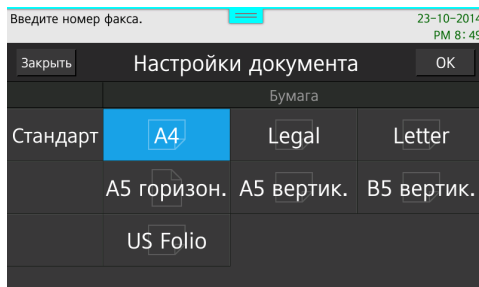 Введите номер факса.
23-10-2014
PM 8:49
Закрыть
Настройки документа
OK
Бумага
Стандарт
A4
Legal
Letter
A5 горизон.
A5 вертик.
B5 вертик.
US Folio